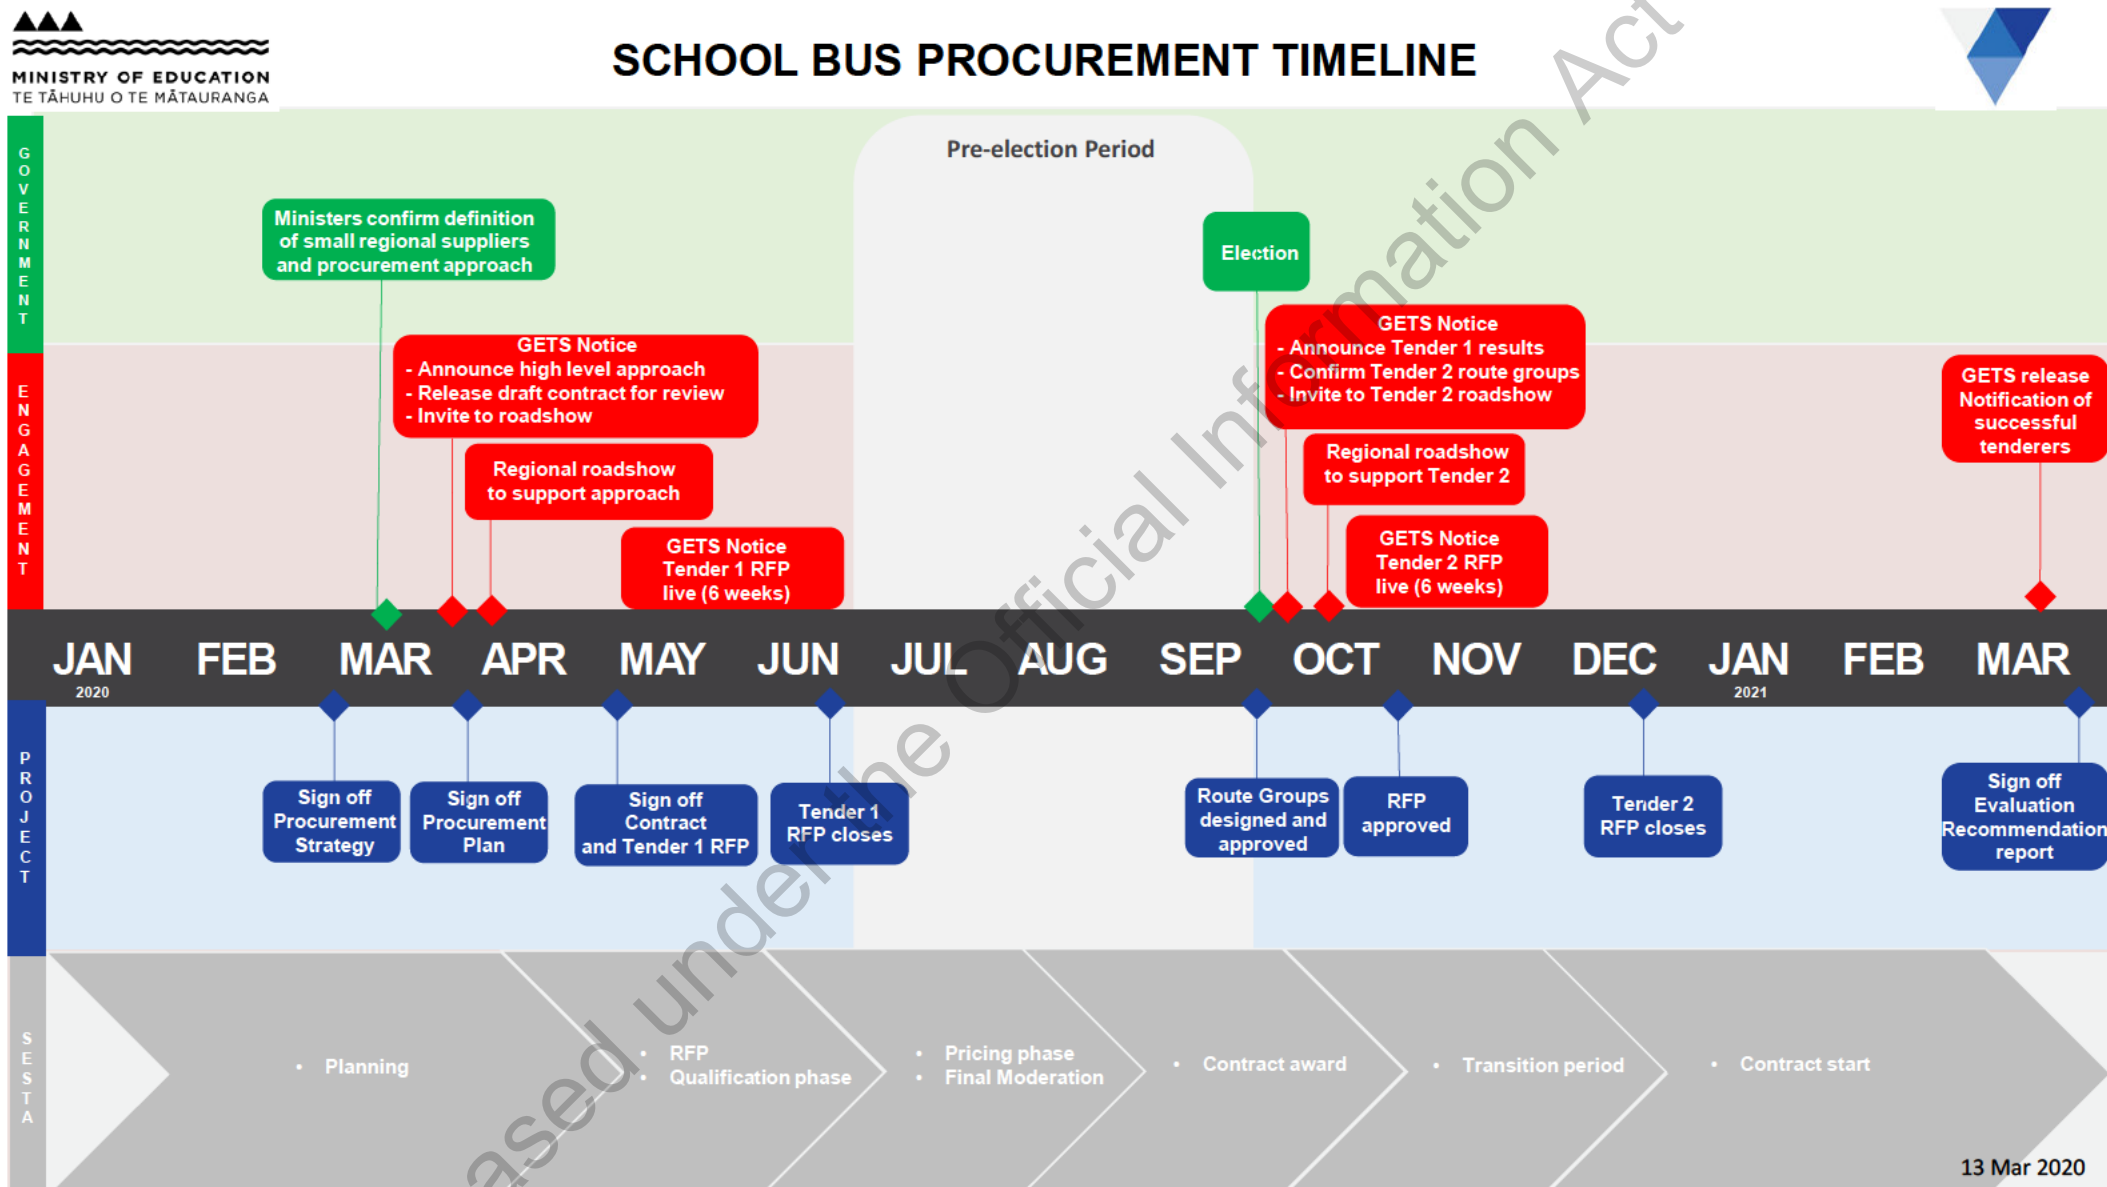 MINISTRY OF EDUCATION
TE TĀHUHU O TE MĀTAURANGA
SCHOOL BUS PROCUREMENT TIMELINE
GOVERNMENT
Pre-election Period
Ministers confirm definition
of small regional suppliers
and procurement approach
Election
ENGAGEMENT
GETS Notice
- Announce high level approach
- Release draft contract for review
- Invite to roadshow
Regional roadshow
to support approach
GETS Notice
Tender 1 RFP
live (6 weeks)
GETS Notice
- Announce Tender 1 results
- Confirm Tender 2 route groups
- Invite to Tender 2 roadshow
Regional roadshow
to support Tender 2
GETS Notice
Tender 2 RFP
live (6 weeks)
GETS release
Notification of
successful
tenderers
JAN FEB MAR APR MAY JUN JUL AUG SEP OCT NOV DEC JAN FEB MAR
2020 2021
PROJECT
Sign off
Procurement
Strategy
Sign off
Procurement
Plan
Sign off
Contract
and Tender 1 RFP
Tender 1
RFP closes
Route Groups
designed and
approved
RFP
approved
Tender 2
RFP closes
Sign off
Evaluation
Recommendation
report
SESTA
• Planning
• RFP
• Qualification phase
• Pricing phase
• Final Moderation
• Contract award
• Transition period
• Contract start
13 Mar 2020
ased under the Official Information Act